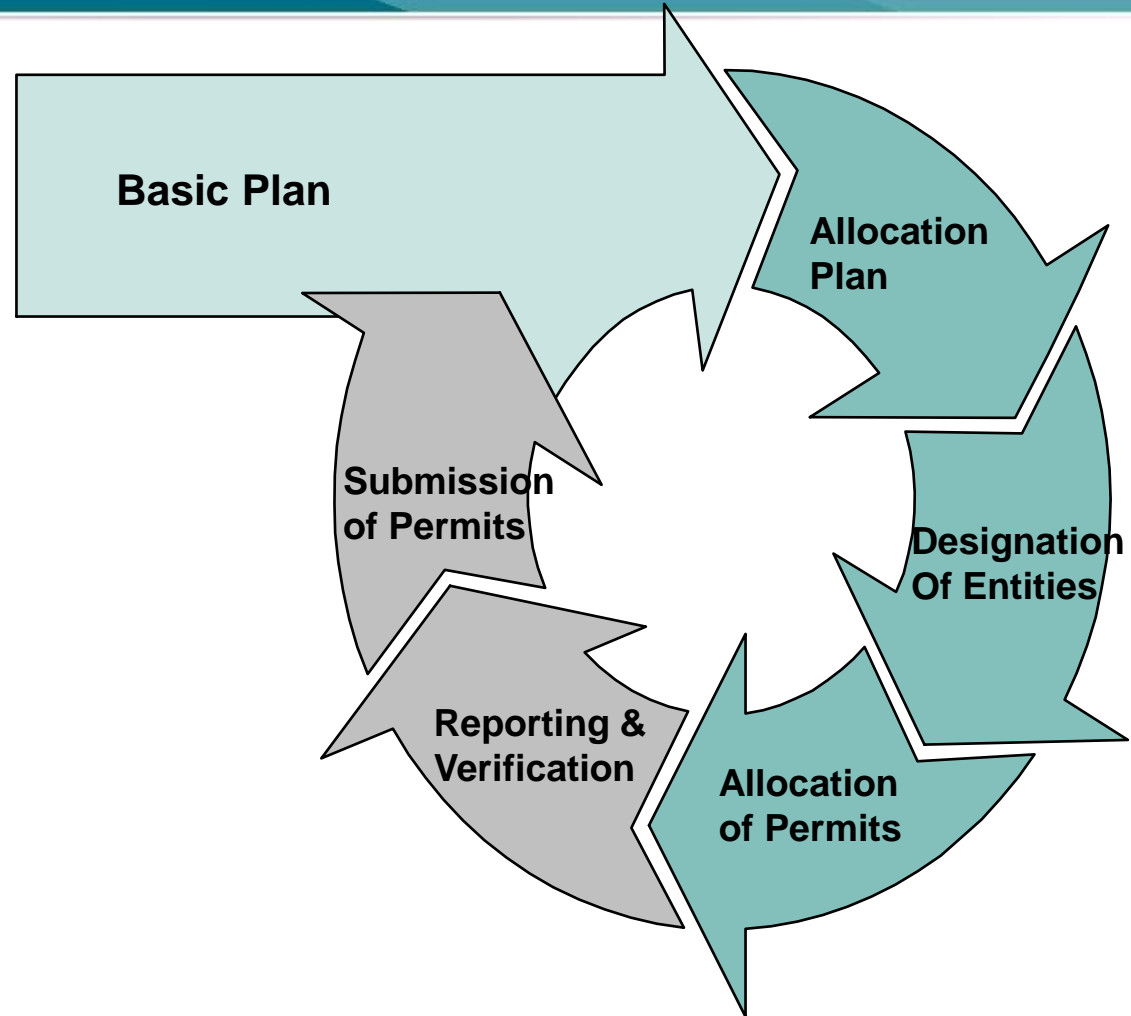 Basic Plan
Allocation
Plan
Designation
Of Entities
Allocation
of Permits
Reporting &
Verification
Submission
of Permits